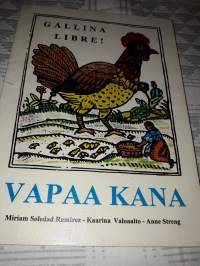 GALLINA
LIBRE!
VAPAA KANA
Miriam Soledad Ramirez - Kaarina Valoaalto - Anne Strong